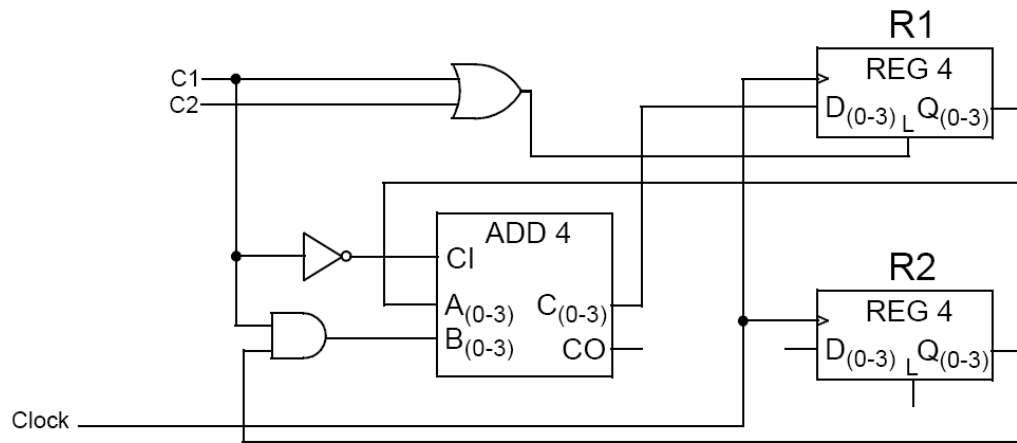 R1
C1
C2
REG 4
D(0-3) L Q(0-3)
ADD 4
CI
A(0-3) C(0-3)
B(0-3)
CO
R2
REG 4
D(0-3) L Q(0-3)
Clock